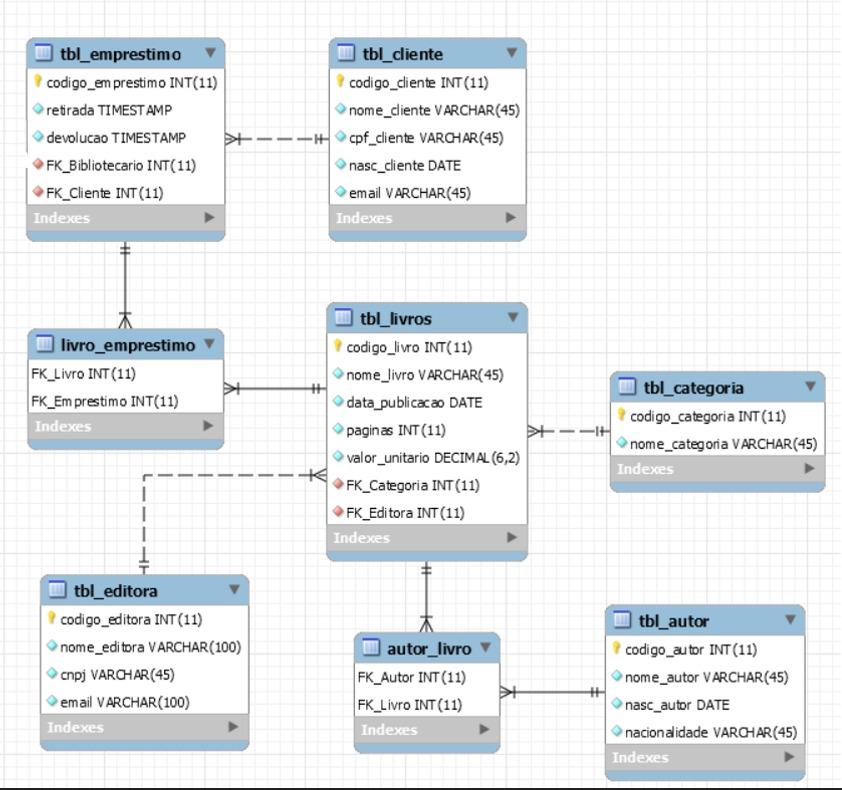 tbl_emprestimo
codigo_emprestimo INT(11)
retirada TIMESTAMP
devolucao TIMESTAMP
FK_Bibliotecario INT(11)
FK_Cliente INT(11)
Indexes
tbl_cliente
codigo_cliente INT(11)
nome_cliente VARCHAR(45)
cpf_cliente VARCHAR(45)
nasc_cliente DATE
email VARCHAR(45)
Indexes
livro_emprestimo
FK_Livro INT(11)
FK_Emprestimo INT(11)
Indexes
tbl_livros
codigo_livro INT(11)
nome_livro VARCHAR(45)
data_publicacao DATE
paginas INT(11)
valor_unitario DECIMAL(6,2)
FK_Categoria INT(11)
FK_Editora INT(11)
Indexes
tbl_categoria
codigo_categoria INT(11)
nome_categoria VARCHAR(45)
Indexes
tbl_editora
codigo_editora INT(11)
nome_editora VARCHAR(100)
cnpj VARCHAR(45)
email VARCHAR(100)
Indexes
autor_livro
FK_Autor INT(11)
FK_Livro INT(11)
Indexes
tbl_autor
codigo_autor INT(11)
nome_autor VARCHAR(45)
nasc_autor DATE
nacionalidade VARCHAR(45)
Indexes